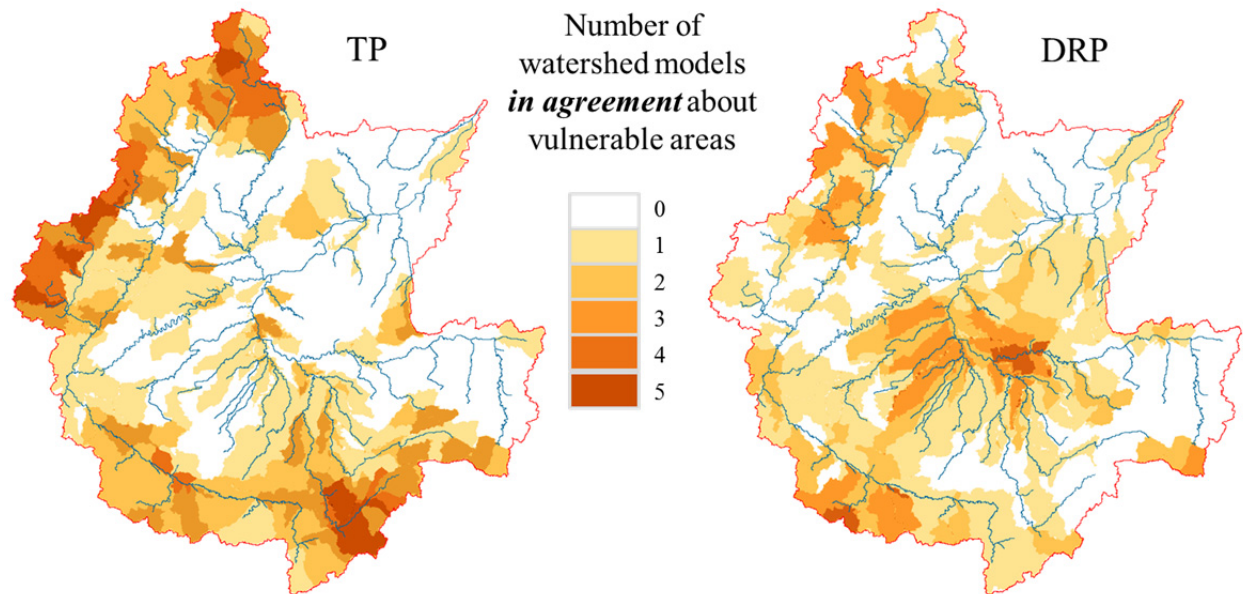 TP
Number of
watershed models
in agreement about
vulnerable areas
DRP
0
1
2
3
4
5